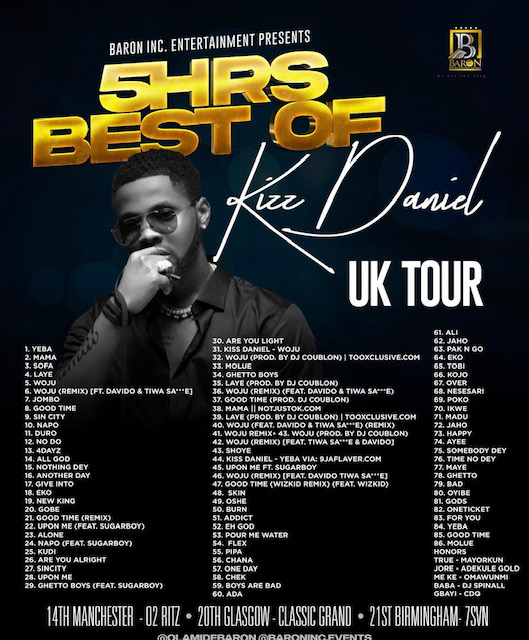 BARON INC. ENTERTAINMENT PRESENTS
B
BARON
5HRS
BEST OF
Kizz Daniel
UK TOUR
1. YEBA
2. MAMA
3. SOFA
4. LAYE
5. WOJU
6. WOJU (REMIX) [FT. DAVIDO & TIWA SA***E]
7. JOMBO
8. GOOD TIME
9. SIN CITY
10. NAPO
11. DURO
12. NO DO
13. 4DAYZ
14. ALL GOD
15. NOTHING DEY
16. ANOTHER DAY
17. GIVE INTO
18. EKO
19. NEW KING
20. GOBE
21. GOOD TIME (REMIX)
22. UPON ME (FEAT. SUGARBOY)
23. ALONE
24. NAPO (FEAT. SUGARBOY)
25. KUDI
26. ARE YOU ALRIGHT
27. SINCITY
28. UPON ME
29. GHETTO BOYS (FEAT. SUGARBOY)
30. ARE YOU LIGHT
31. KISS DANIEL - WOJU
32. WOJU (PROD. BY DJ COUBLON) | TOOXCLUSIVE.COM
33. MOLUE
34. GHETTO BOYS
35. LAYE (PROD. BY DJ COUBLON)
36. WOJU (REMIX) (FEAT. DAVIDO & TIWA SA***E)
37. GOOD TIME (PROD. DJ COUBLON)
38. MAMA || NOTJUSTOK.COM
39. LAYE (PROD. BY DJ COUBLON) | TOOXCLUSIVE.COM
40. WOJU (FEAT. DAVIDO & TIWA SA***E) (REMIX)
41. WOJU REMIX• 43. WOJU (PROD. BY DJ COUBLON)
42. WOJU (REMIX) [FEAT. TIWA SA***E & DAVIDO]
43. SHOYE
44. KISS DANIEL - YEBA VIA: 9JAFLAVER.COM
45. UPON ME FT. SUGARBOY
46. WOJU (REMIX) [FEAT. DAVIDO TIWA SA***E]
47. GOOD TIME (WIZKID REMIX) (FEAT. WIZKID)
48. SKIN
49. OSHE
50. BURN
51. ADDICT
52. EH GOD
53. POUR ME WATER
54. FLEX
55. PIPA
56. CHANA
57. ONE DAY
58. CHEK
59. BOYS ARE BAD
60. ADA
61. ALI
62. JAHO
63. PAK N GO
64. EKO
65. TOBI
66. KOJO
67. OVER
68. NESESARI
69. POKO
70. IKWE
71. MADU
72. JAHO
73. HAPPY
74. AYEE
75. SOMEBODY DEY
76. TIME NO DEY
77. MAYE
78. GHETTO
79. BAD
80. OYIBE
81. GODS
82. ONETICKET
83. FOR YOU
84. YEBA
85. GOOD TIME
86. MOLUE
HONORS
TRUE - MAYORKUN
JORE - ADEKULE GOLD
ME KE - OMAWUNMI
BABA - DJ SPINALL
GBAYI - CDQ
14TH MANCHESTER - O2 RITZ • 20TH GLASGOW - CLASSIC GRAND • 21ST BIRMINGHAM- 7SVN
@OLAMIDEBARON @BARONINC.EVENTS